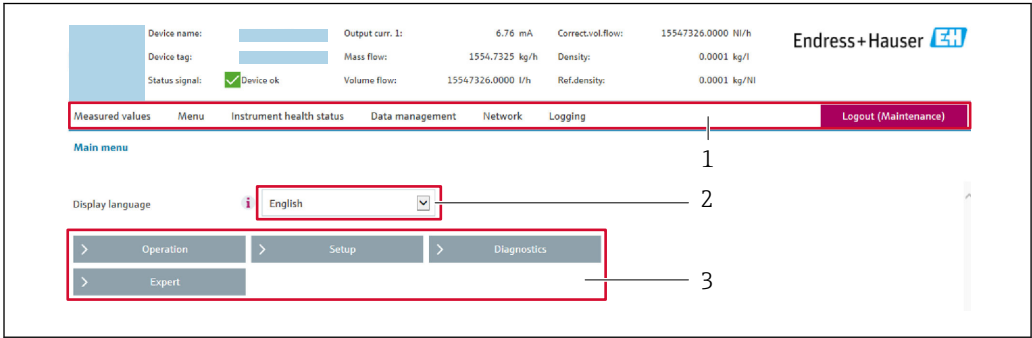 Device name: Output curr. 1: 6.76 mA Correct.vol.flow: 15547326.0000 Nl/h
Endress+Hauser EH
Device tag: Mass flow: 1554.7325 kg/h Density: 0.0001 kg/l
Status signal: Device ok Volume flow: 15547326.0000 l/h Ref.density: 0.0001 kg/Nl
Measured values Menu Instrument health status Data management Network Logging Logout (Maintenance)
1
Main menu
Display language i English 2
> Operation > Setup > Diagnostics
> Expert 3